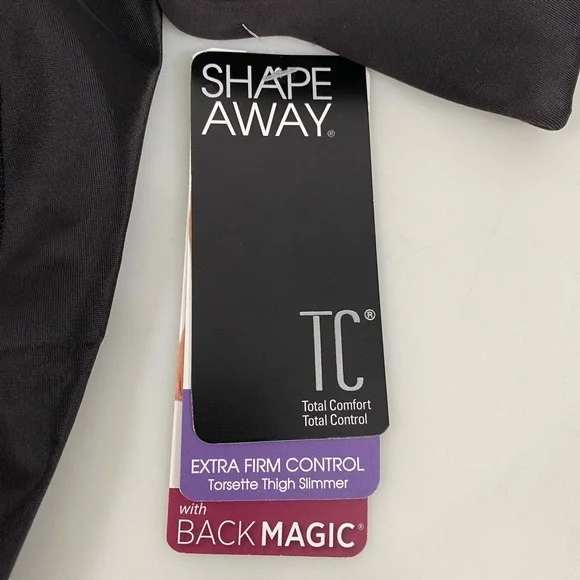 SHAPE
AWAY®
TC®
Total Comfort
Total Control
EXTRA FIRM CONTROL
Torsette Thigh Slimmer
with
BACK MAGIC®